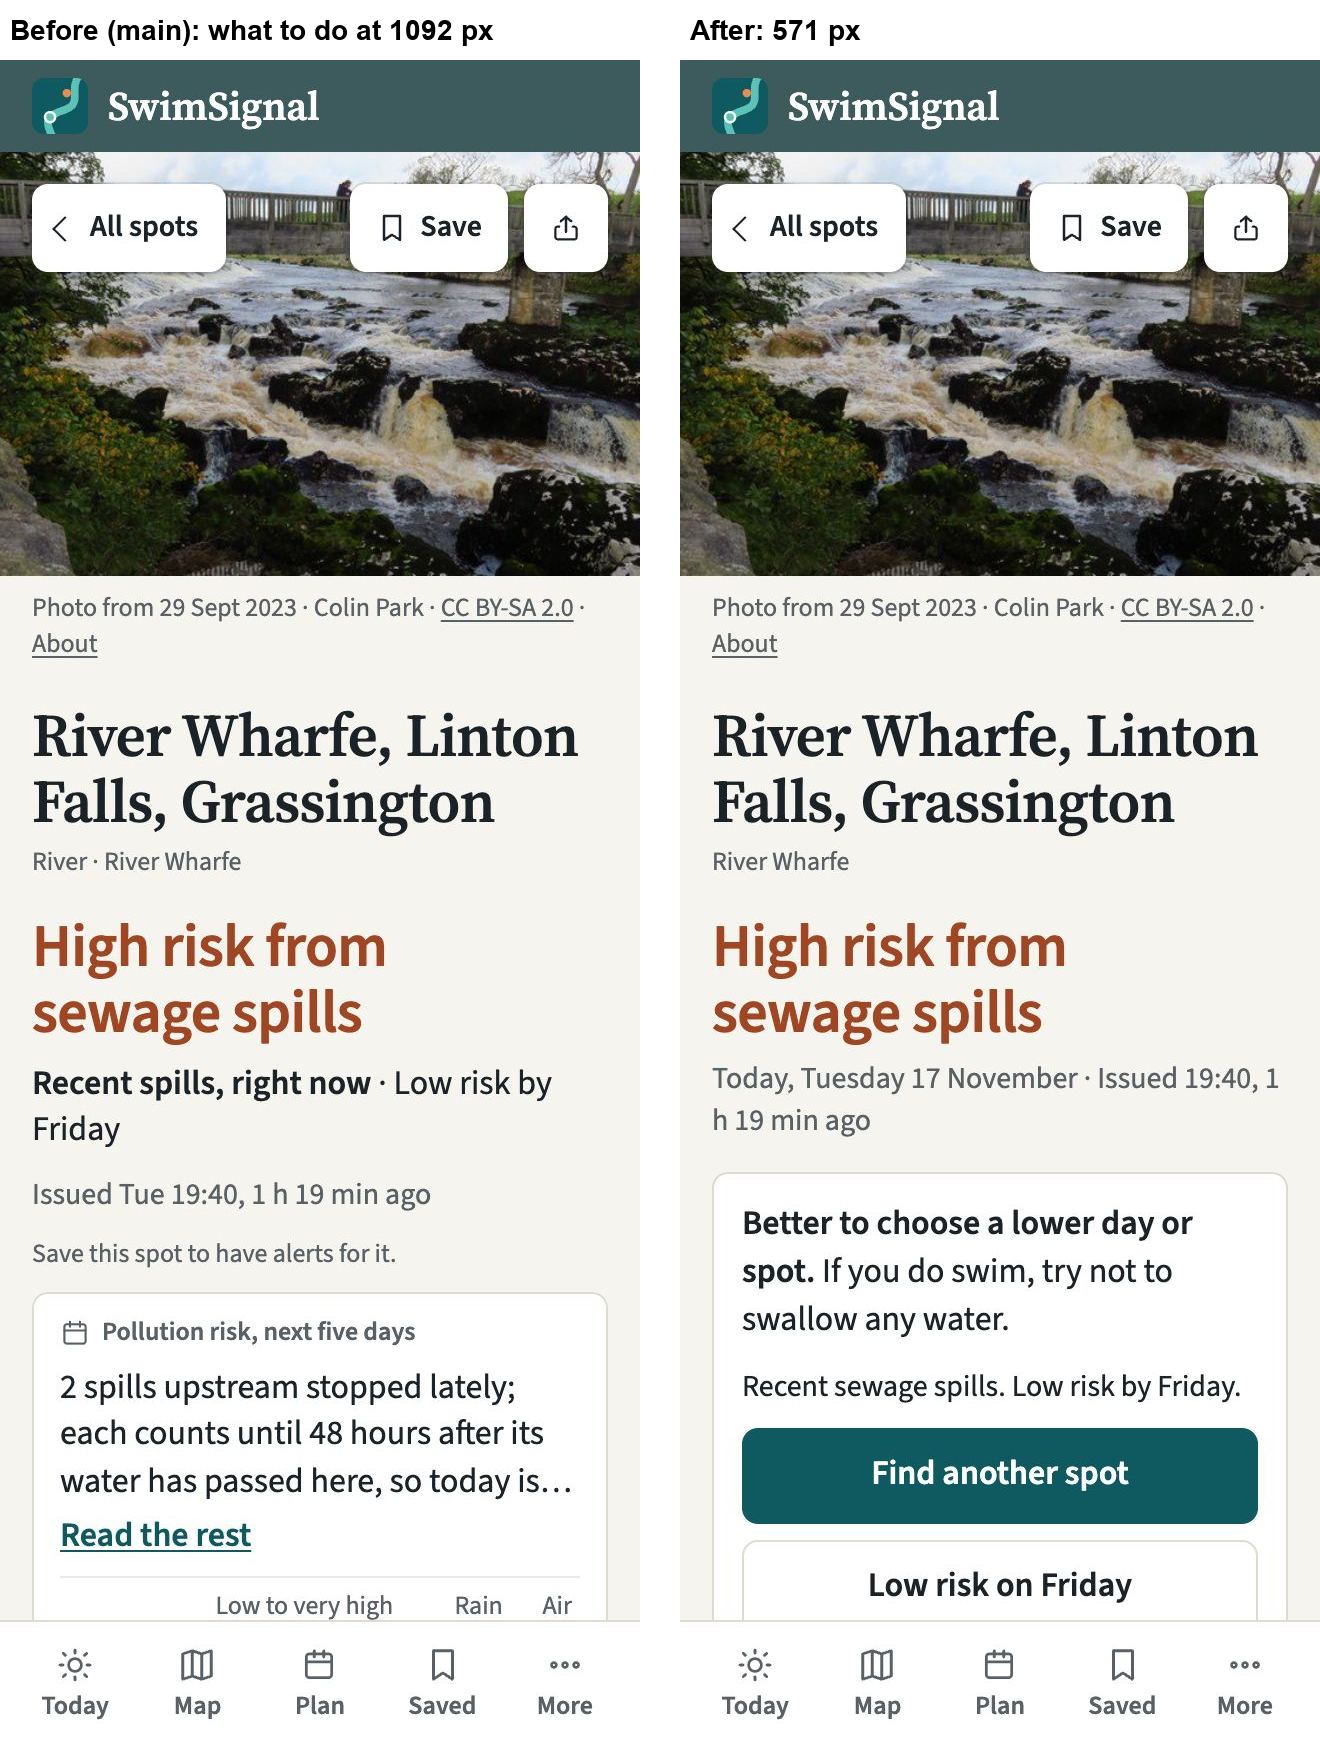 Before (main): what to do at 1092 px
SwimSignal
All spots
Save
Photo from 29 Sept 2023 · Colin Park · CC BY-SA 2.0 ·
About
River Wharfe, Linton
Falls, Grassington
River · River Wharfe
High risk from
sewage spills
Recent spills, right now · Low risk by
Friday
Issued Tue 19:40, 1 h 19 min ago
Save this spot to have alerts for it.
Pollution risk, next five days
2 spills upstream stopped lately;
each counts until 48 hours after its
water has passed here, so today is…
Read the rest
Low to very high Rain Air
Today Map Plan Saved More
After: 571 px
SwimSignal
All spots
Save
Photo from 29 Sept 2023 · Colin Park · CC BY-SA 2.0 ·
About
River Wharfe, Linton
Falls, Grassington
River Wharfe
High risk from
sewage spills
Today, Tuesday 17 November · Issued 19:40, 1
h 19 min ago
Better to choose a lower day or
spot. If you do swim, try not to
swallow any water.
Recent sewage spills. Low risk by Friday.
Find another spot
Low risk on Friday
Today Map Plan Saved More